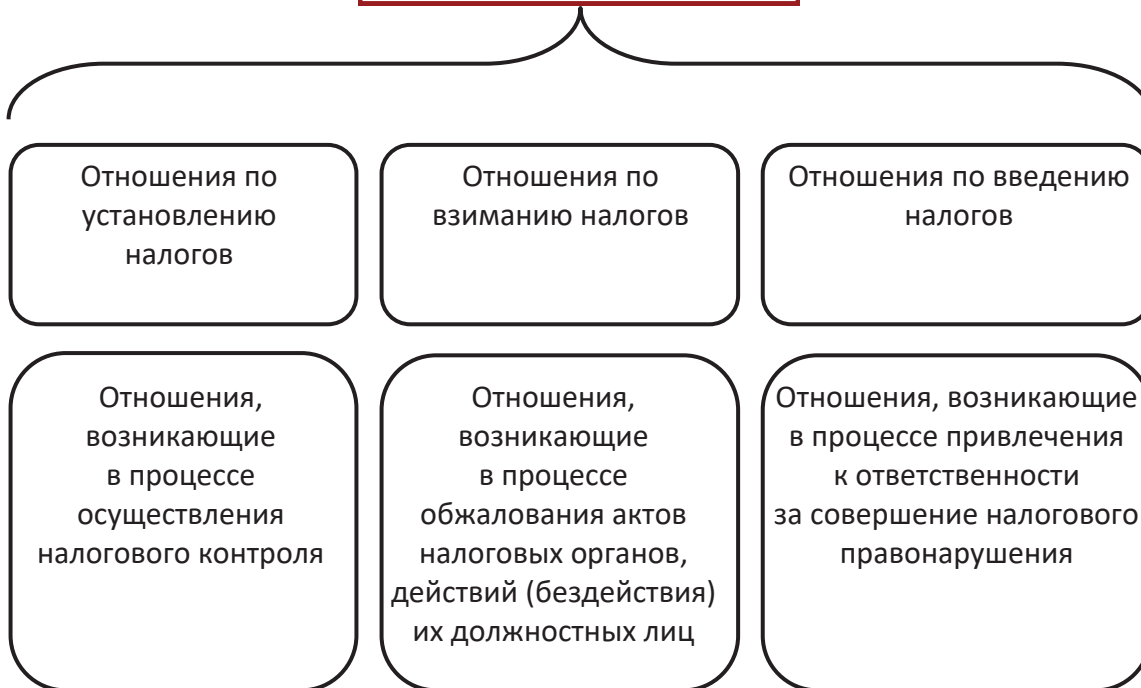 Отношения по
установлению
налогов
Отношения по
взиманию налогов
Отношения по введению
налогов
Отношения,
возникающие
в процессе
осуществления
налогового контроля
Отношения,
возникающие
в процессе
обжалования актов
налоговых органов,
действий (бездействия)
их должностных лиц
Отношения, возникающие
в процессе привлечения
к ответственности
за совершение налогового
правонарушения